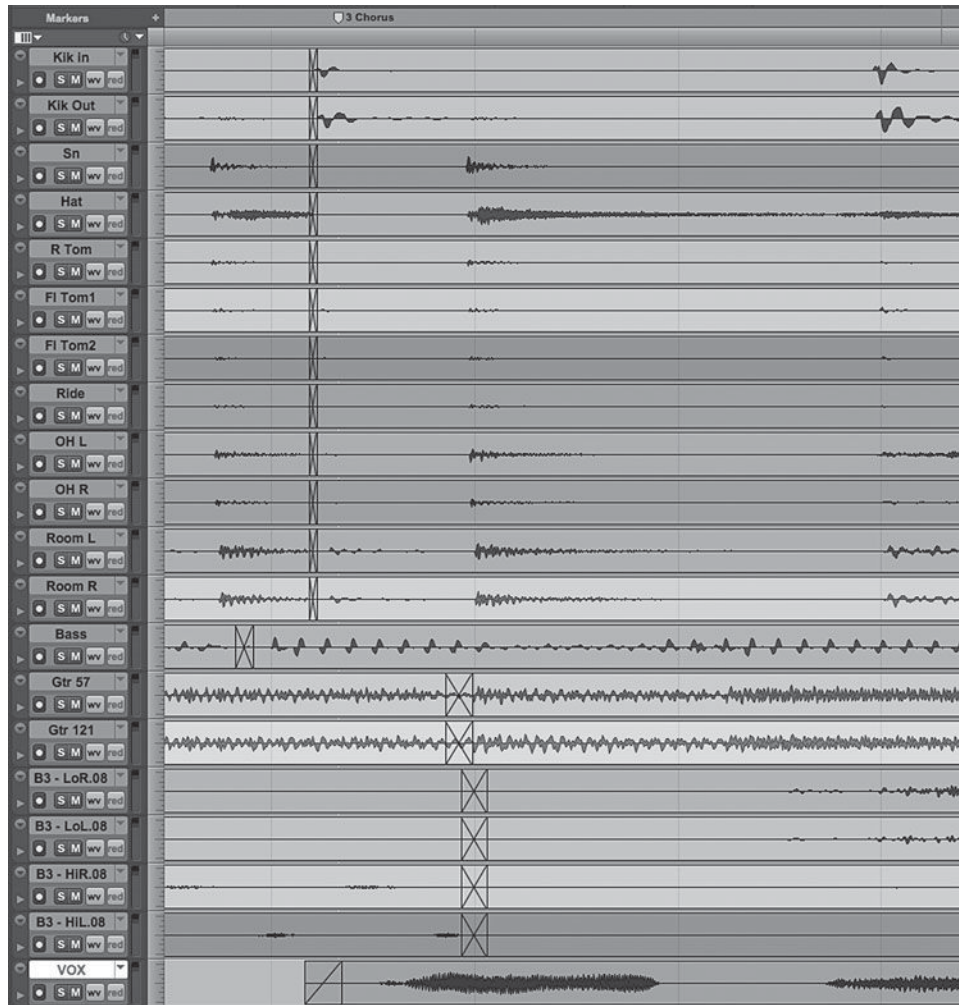 Markers
3 Chorus
Kik in
S M wv red
Kik Out
S M wv red
Sn
S M wv red
Hat
S M wv red
R Tom
S M wv red
Fl Tom1
S M wv red
Fl Tom2
S M wv red
Ride
S M wv red
OH L
S M wv red
OH R
S M wv red
Room L
S M wv red
Room R
S M wv red
Bass
S M wv red
Gtr 57
S M wv red
Gtr 121
S M wv red
B3 - LoR.08
S M wv red
B3 - LoL.08
S M wv red
B3 - HiR.08
S M wv red
B3 - HiL.08
S M wv red
VOX
S M wv red